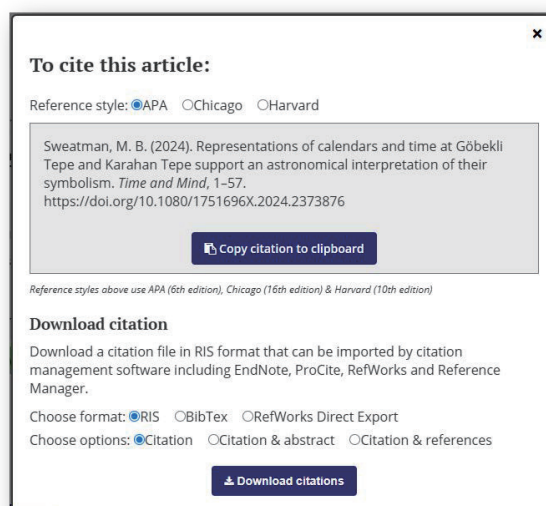 To cite this article:
Reference style: APA Chicago Harvard
Sweatman, M. B. (2024). Representations of calendars and time at Göbekli
Tepe and Karahan Tepe support an astronomical interpretation of their
symbolism. Time and Mind, 1–57.
https://doi.org/10.1080/1751696X.2024.2373876
Copy citation to clipboard
Reference styles above use APA (6th edition), Chicago (16th edition) & Harvard (10th edition)
Download citation
Download a citation file in RIS format that can be imported by citation
management software including EndNote, ProCite, RefWorks and Reference
Manager.
Choose format: RIS BibTex RefWorks Direct Export
Choose options: Citation Citation & abstract Citation & references
Download citations